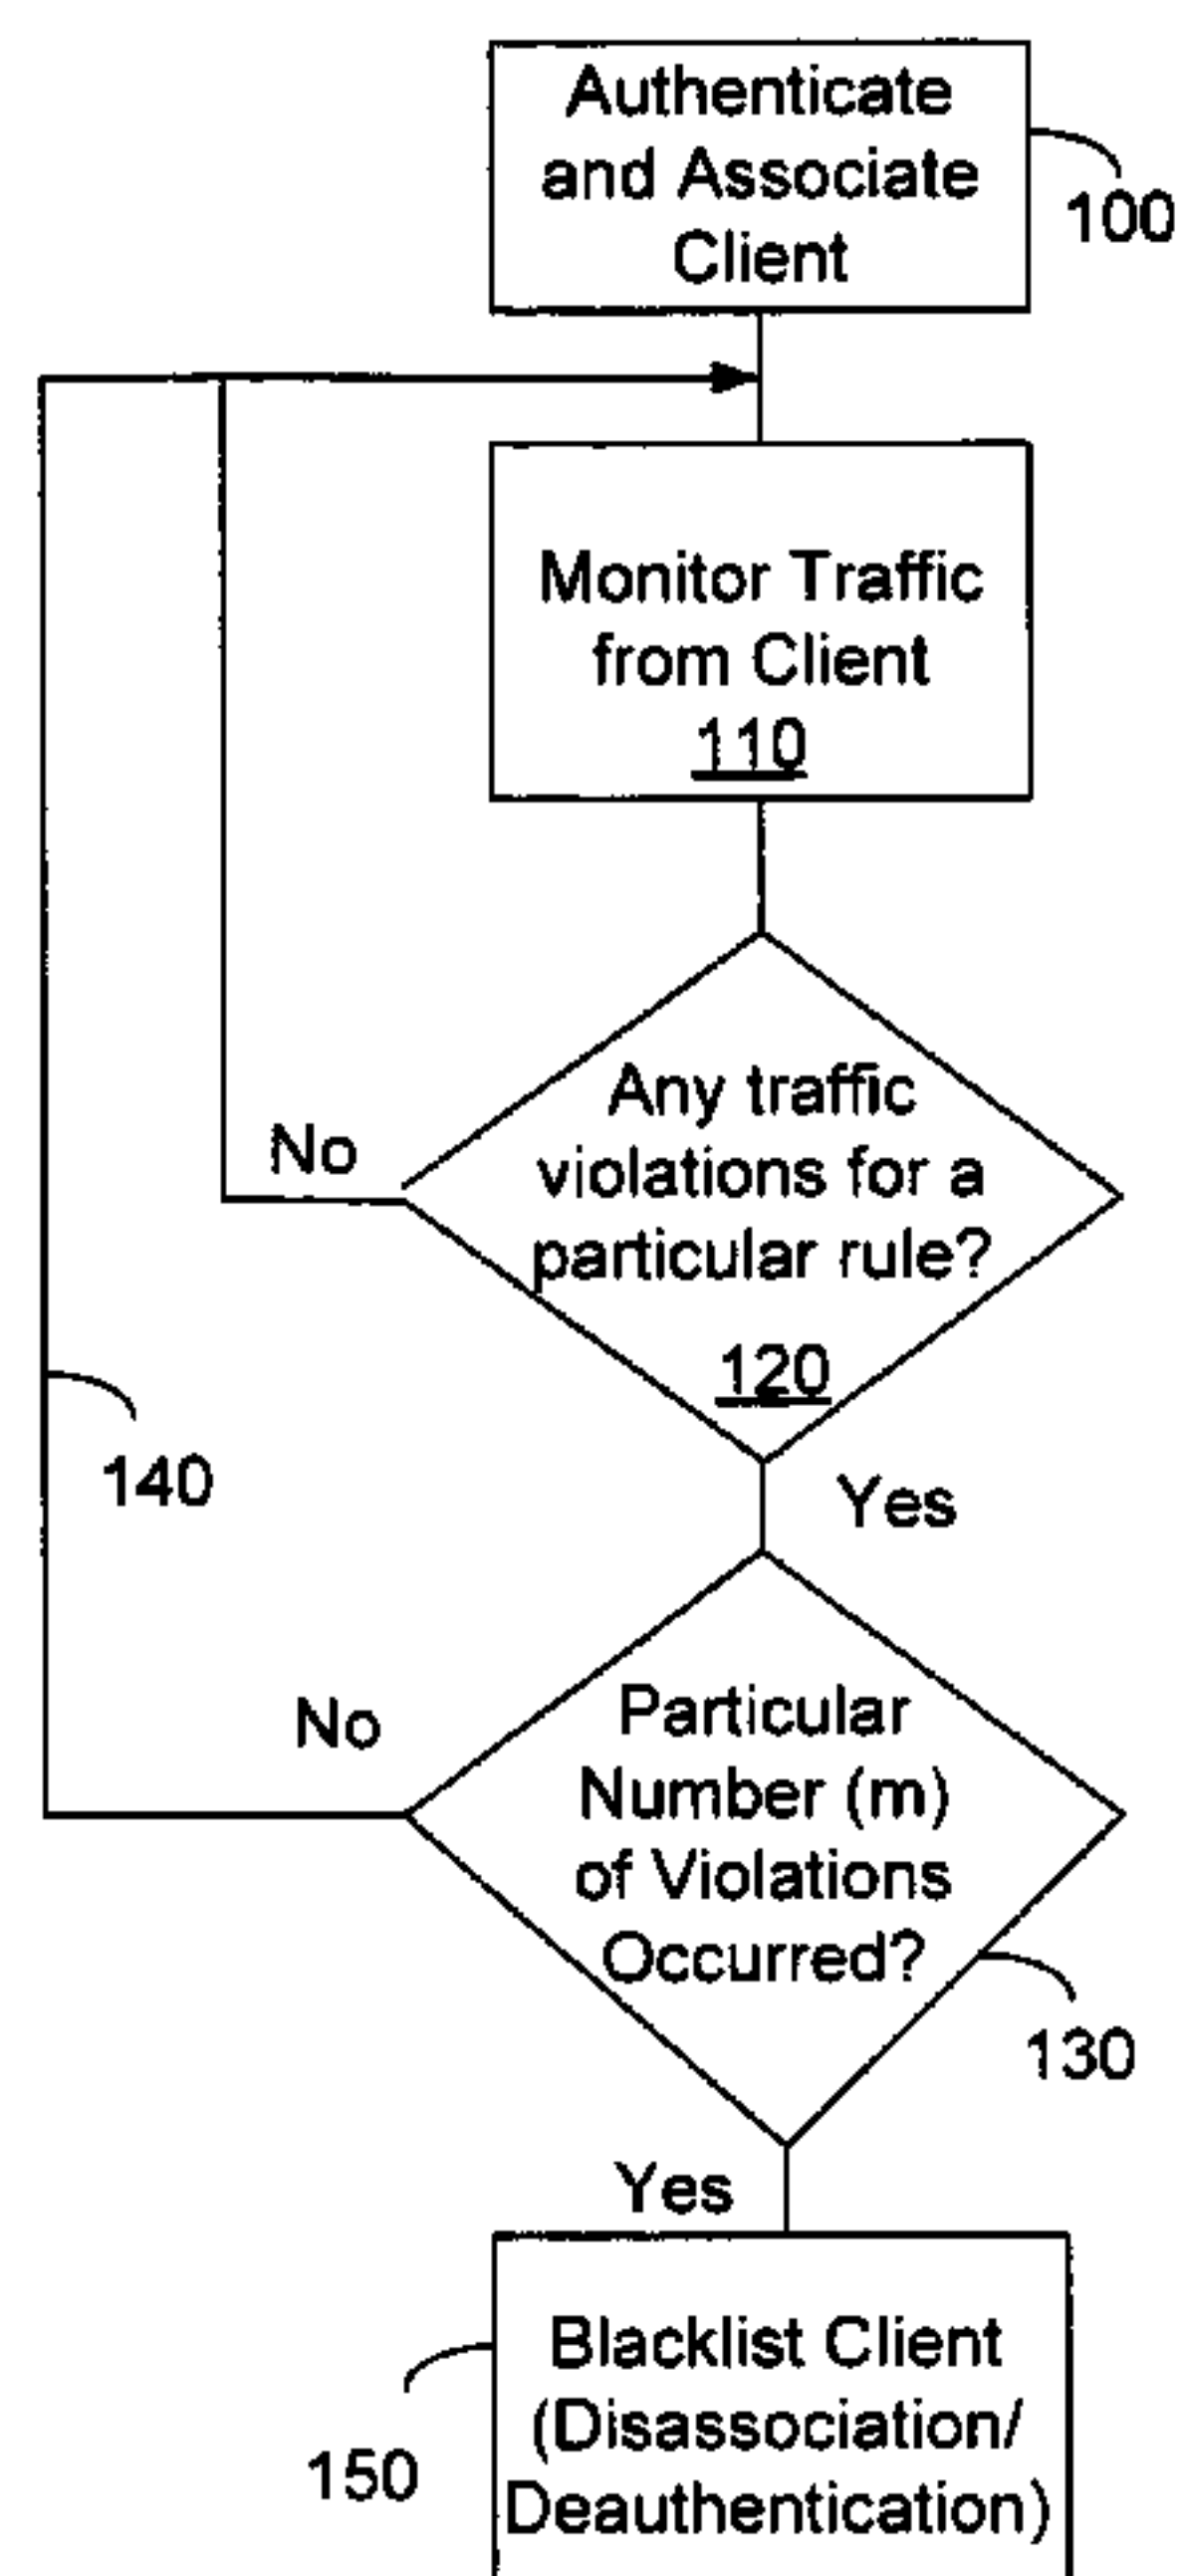 Authenticate
and Associate
Client
100
Monitor Traffic
from Client
110
Any traffic
violations for a
particular rule?
120
No
Yes
140
Particular
Number (m)
of Violations
Occurred?
No
130
Yes
Blacklist Client
(Disassociation/
Deauthentication)
150